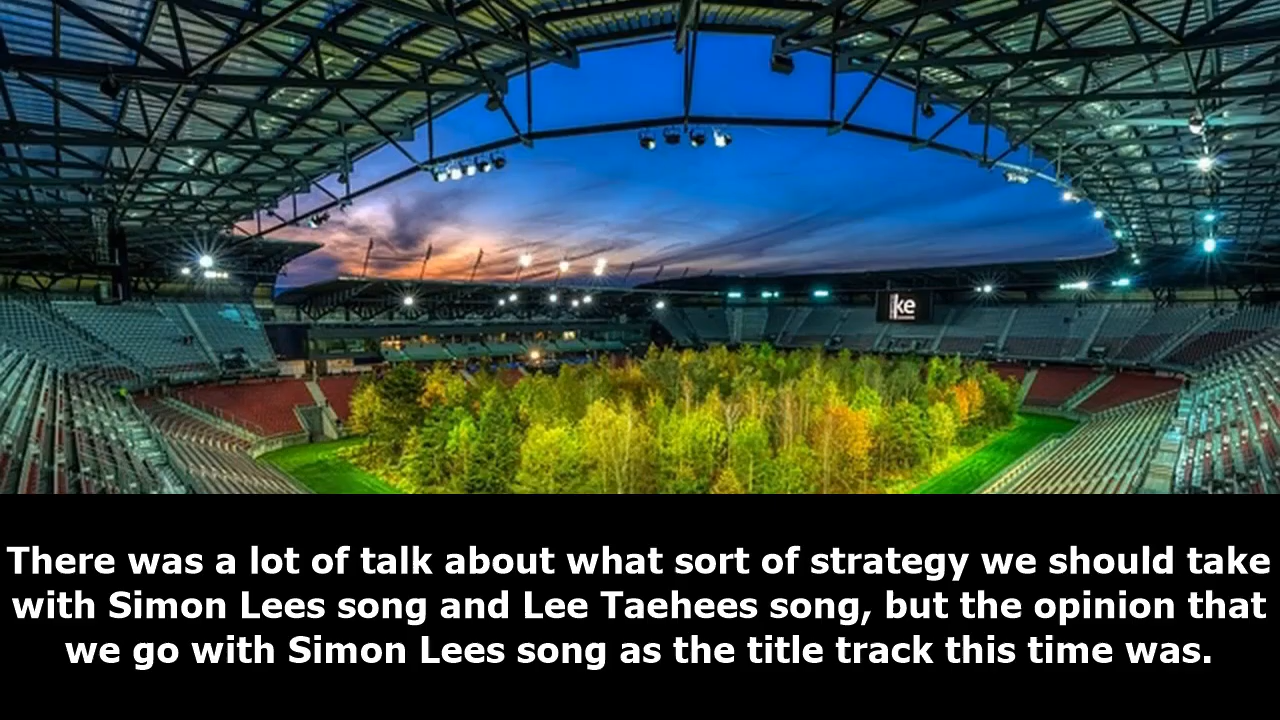 ke
There was a lot of talk about what sort of strategy we should take
with Simon Lees song and Lee Taehees song, but the opinion that
we go with Simon Lees song as the title track this time was.